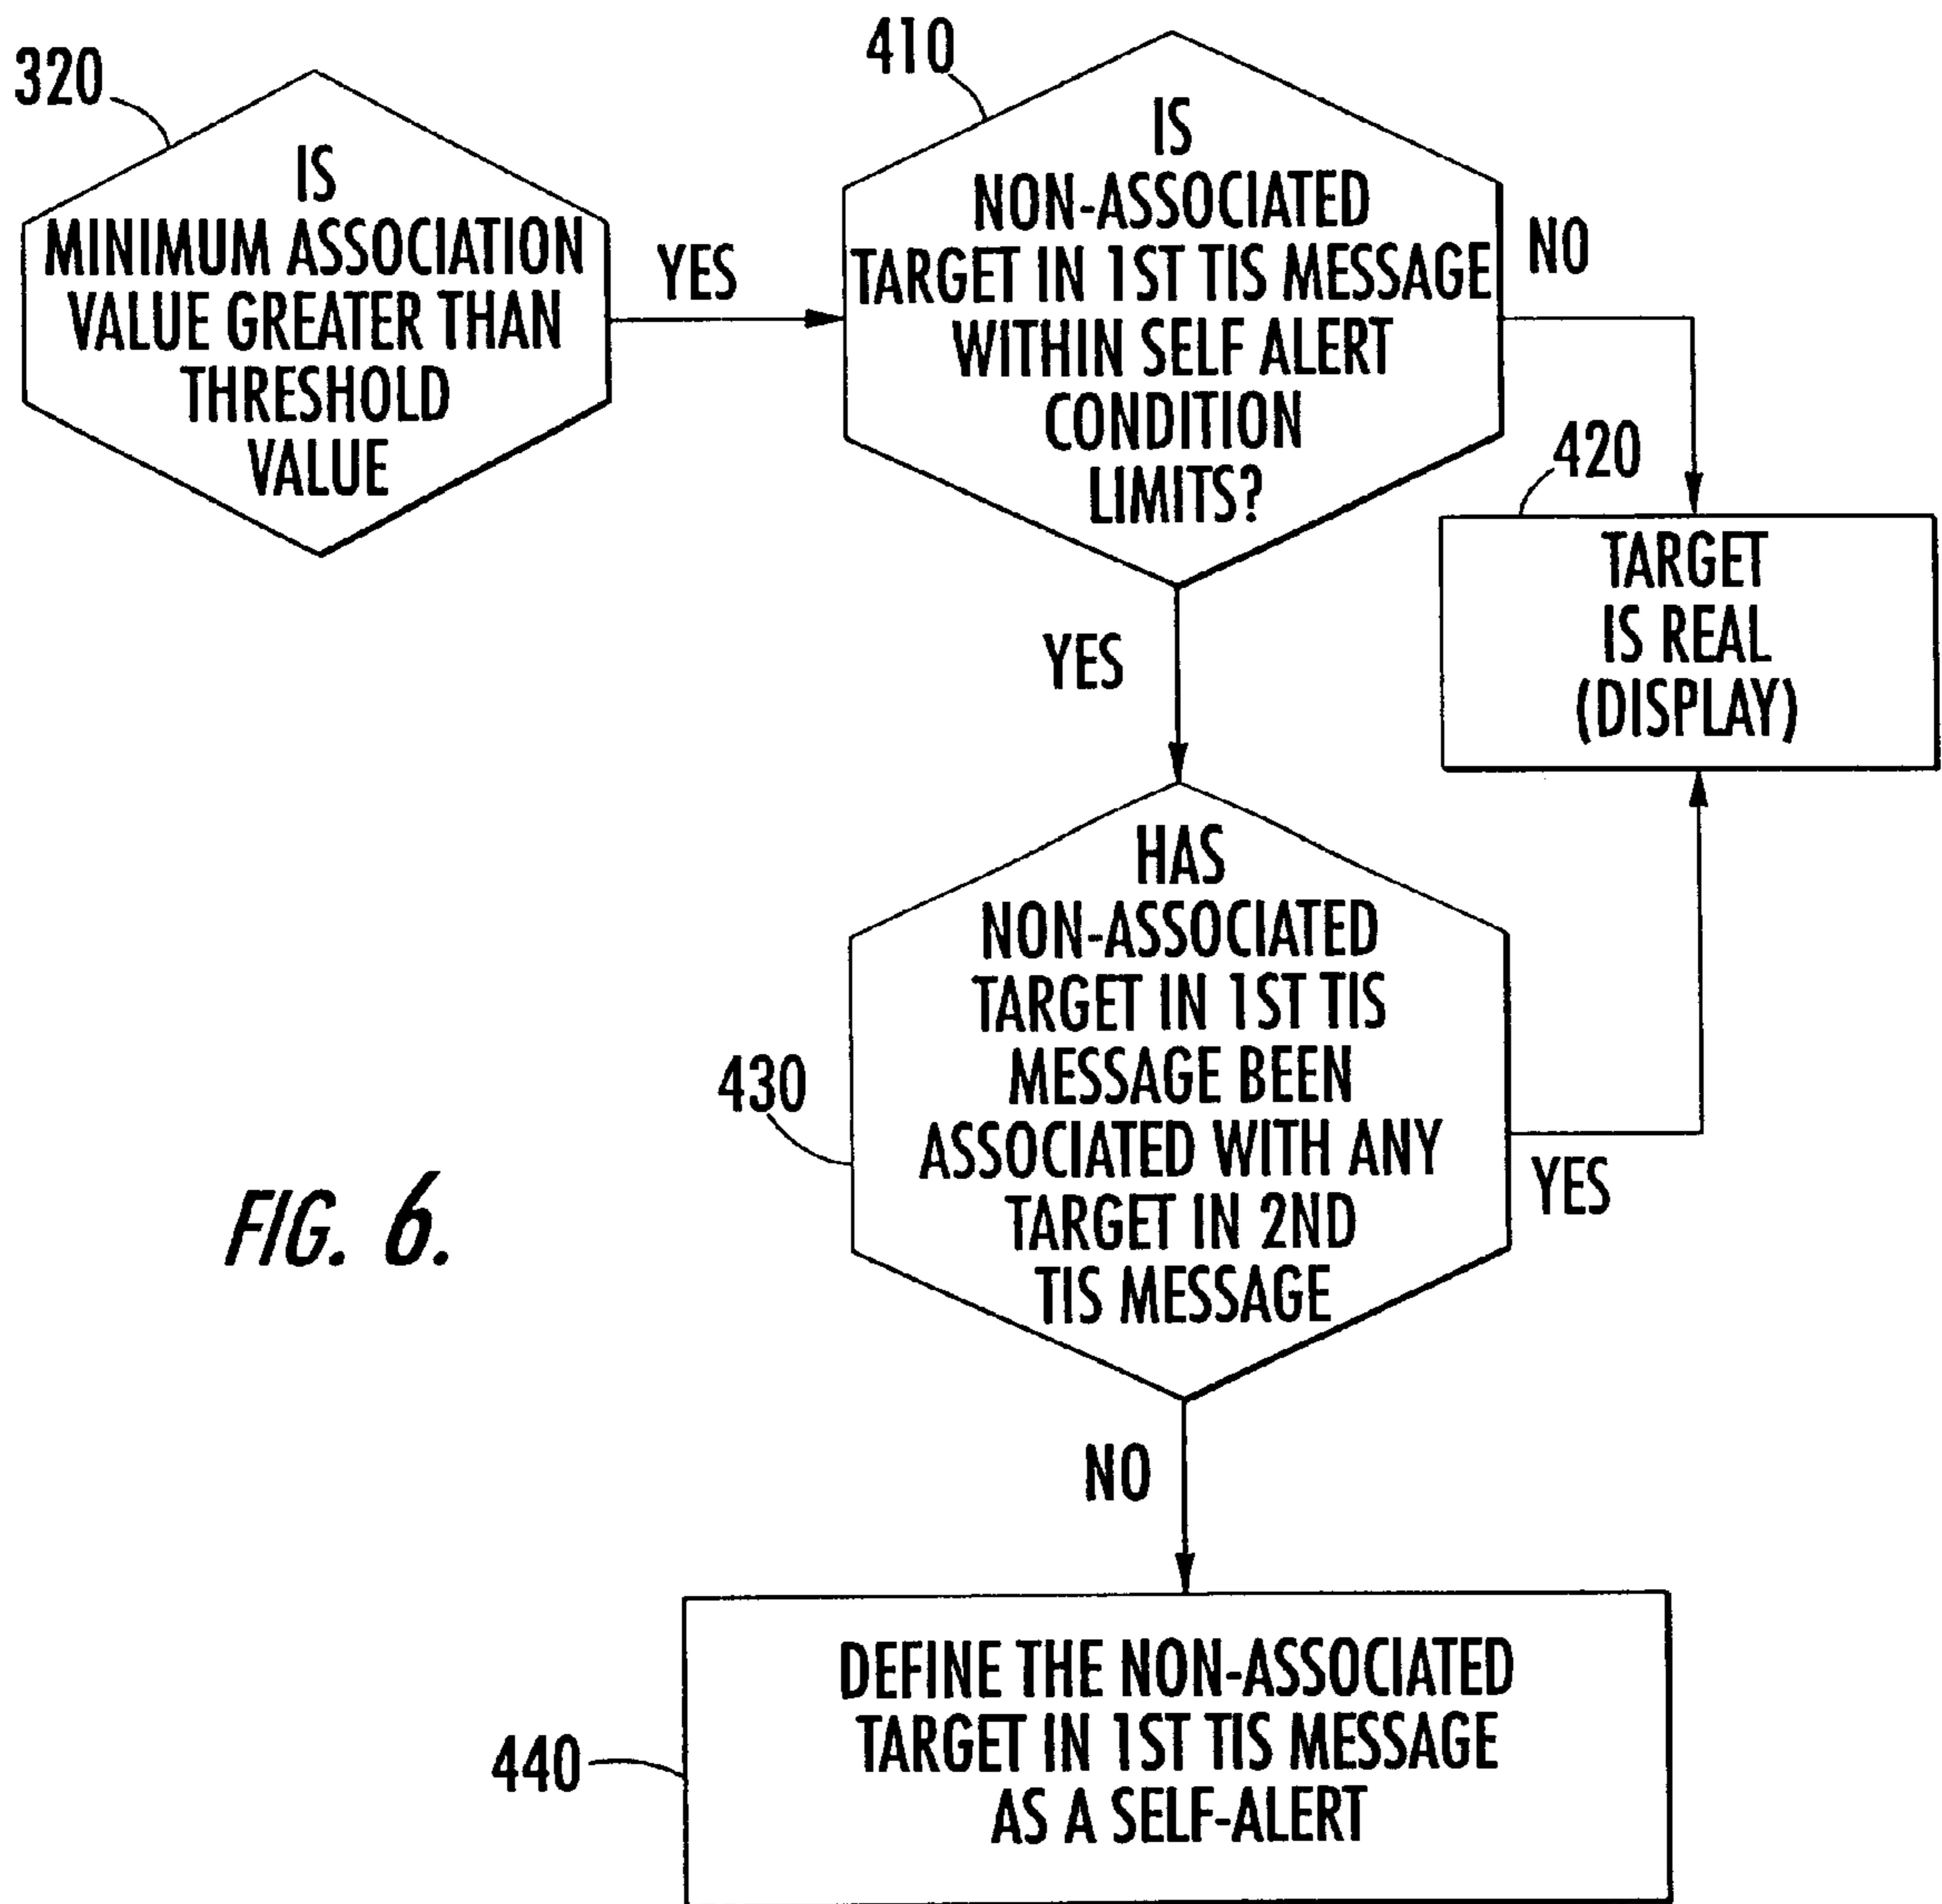 320
IS
MINIMUM ASSOCIATION
VALUE GREATER THAN
THRESHOLD
VALUE
YES
410
IS
NON-ASSOCIATED
TARGET IN 1ST TIS MESSAGE
WITHIN SELF ALERT
CONDITION
LIMITS?
NO
420
TARGET
IS REAL
(DISPLAY)
YES
430
HAS
NON-ASSOCIATED
TARGET IN 1ST TIS
MESSAGE BEEN
ASSOCIATED WITH ANY
TARGET IN 2ND
TIS MESSAGE
YES
FIG. 6.
NO
440
DEFINE THE NON-ASSOCIATED
TARGET IN 1ST TIS MESSAGE
AS A SELF-ALERT